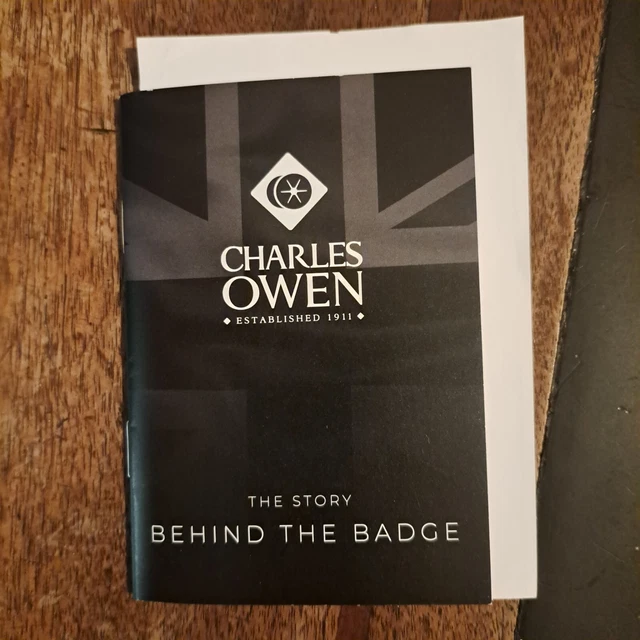 CHARLES
OWEN
◆ ESTABLISHED 1911 ◆
THE STORY
BEHIND THE BADGE